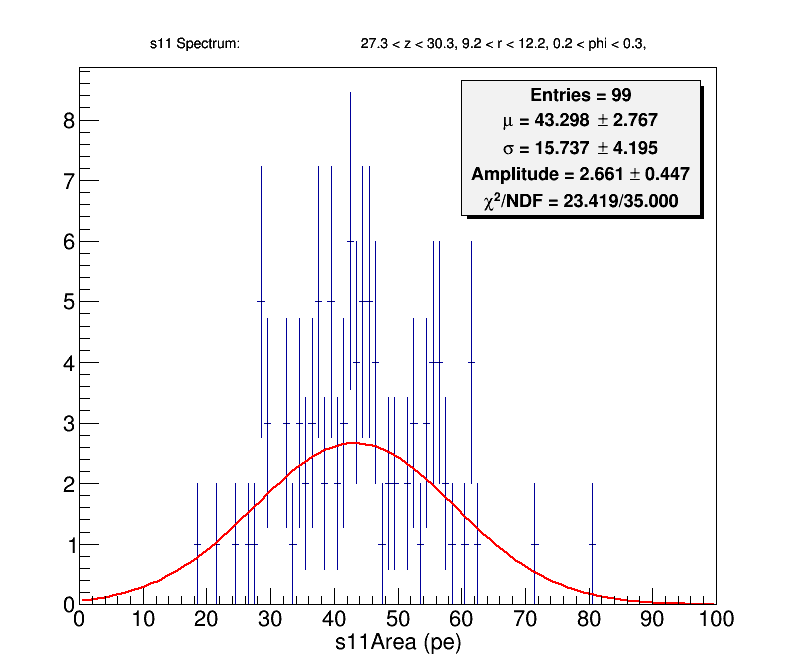 s11 Spectrum: 27.3 < z < 30.3, 9.2 < r < 12.2, 0.2 < phi < 0.3,
Entries = 99
μ = 43.298 ± 2.767
σ = 15.737 ± 4.195
Amplitude = 2.661 ± 0.447
χ²/NDF = 23.419/35.000
8
7
6
5
4
3
2
1
0
0 10 20 30 40 50 60 70 80 90 100
s11Area (pe)